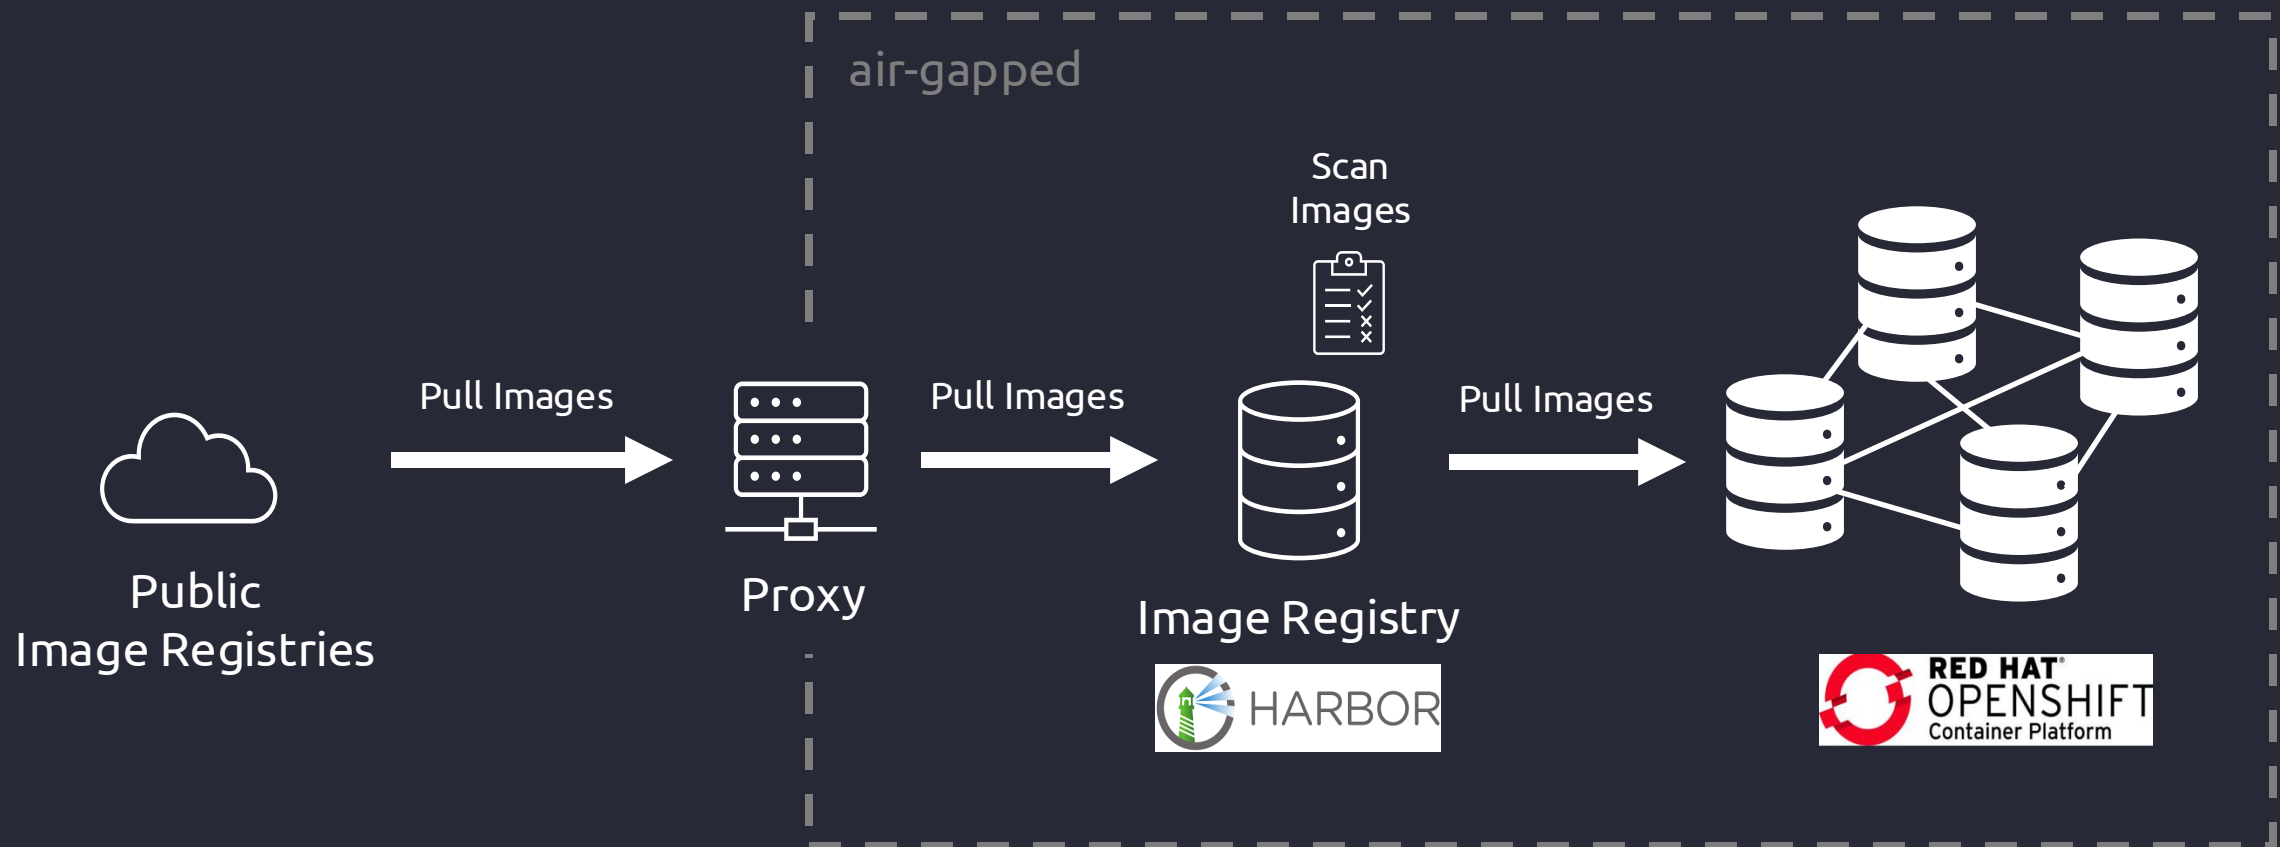 air-gapped
Scan
Images
Pull Images
Pull Images
Pull Images
Public
Image Registries
Proxy
Image Registry
HARBOR
RED HAT®
OPENSHIFT
Container Platform